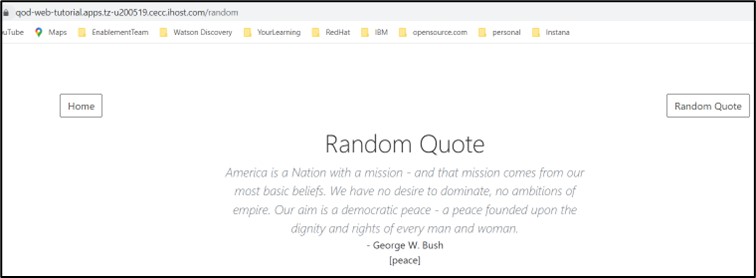 qod-web-tutorial.apps.tz-u200519.cecc.ihost.com/random
uTube Maps EnablementTeam Watson Discovery YourLearning RedHat IBM opensource.com personal Instana
Home Random Quote
Random Quote
America is a Nation with a mission - and that mission comes from our
most basic beliefs. We have no desire to dominate, no ambitions of
empire. Our aim is a democratic peace - a peace founded upon the
dignity and rights of every man and woman.
- George W. Bush
[peace]